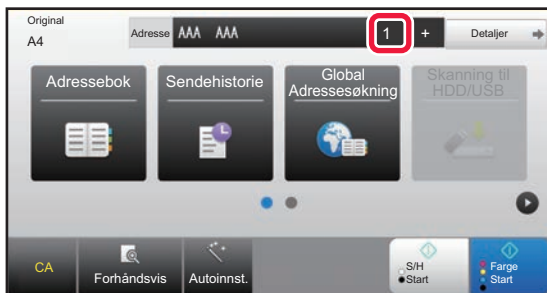 Original
A4
Adresse AAA AAA 1 + Detaljer
Adressebok
Sendehistorie
Global
Adressesøkning
Skanning til
HDD/USB
CA
Forhåndsvis
Autoinnst.
S/H
Start
Farge
Start